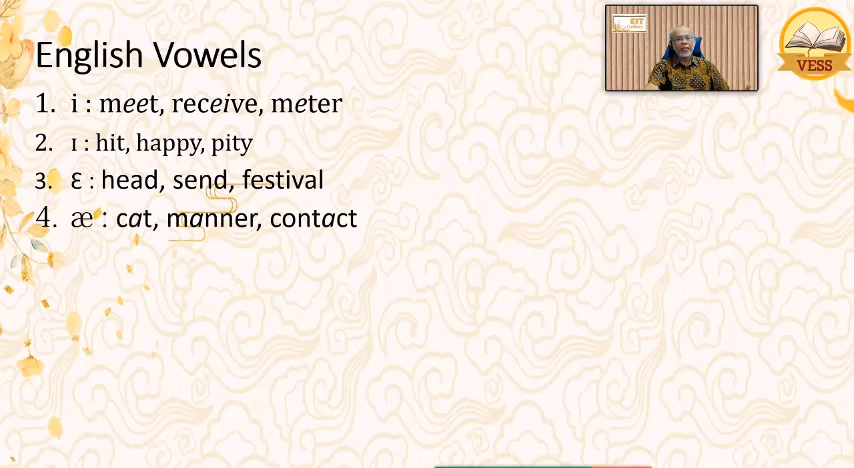 English Vowels
1. i : meet, receive, meter
2. ɪ : hit, happy, pity
3. Ɛ : head, send, festival
4. æ : cat, manner, contact
EIT
VESS